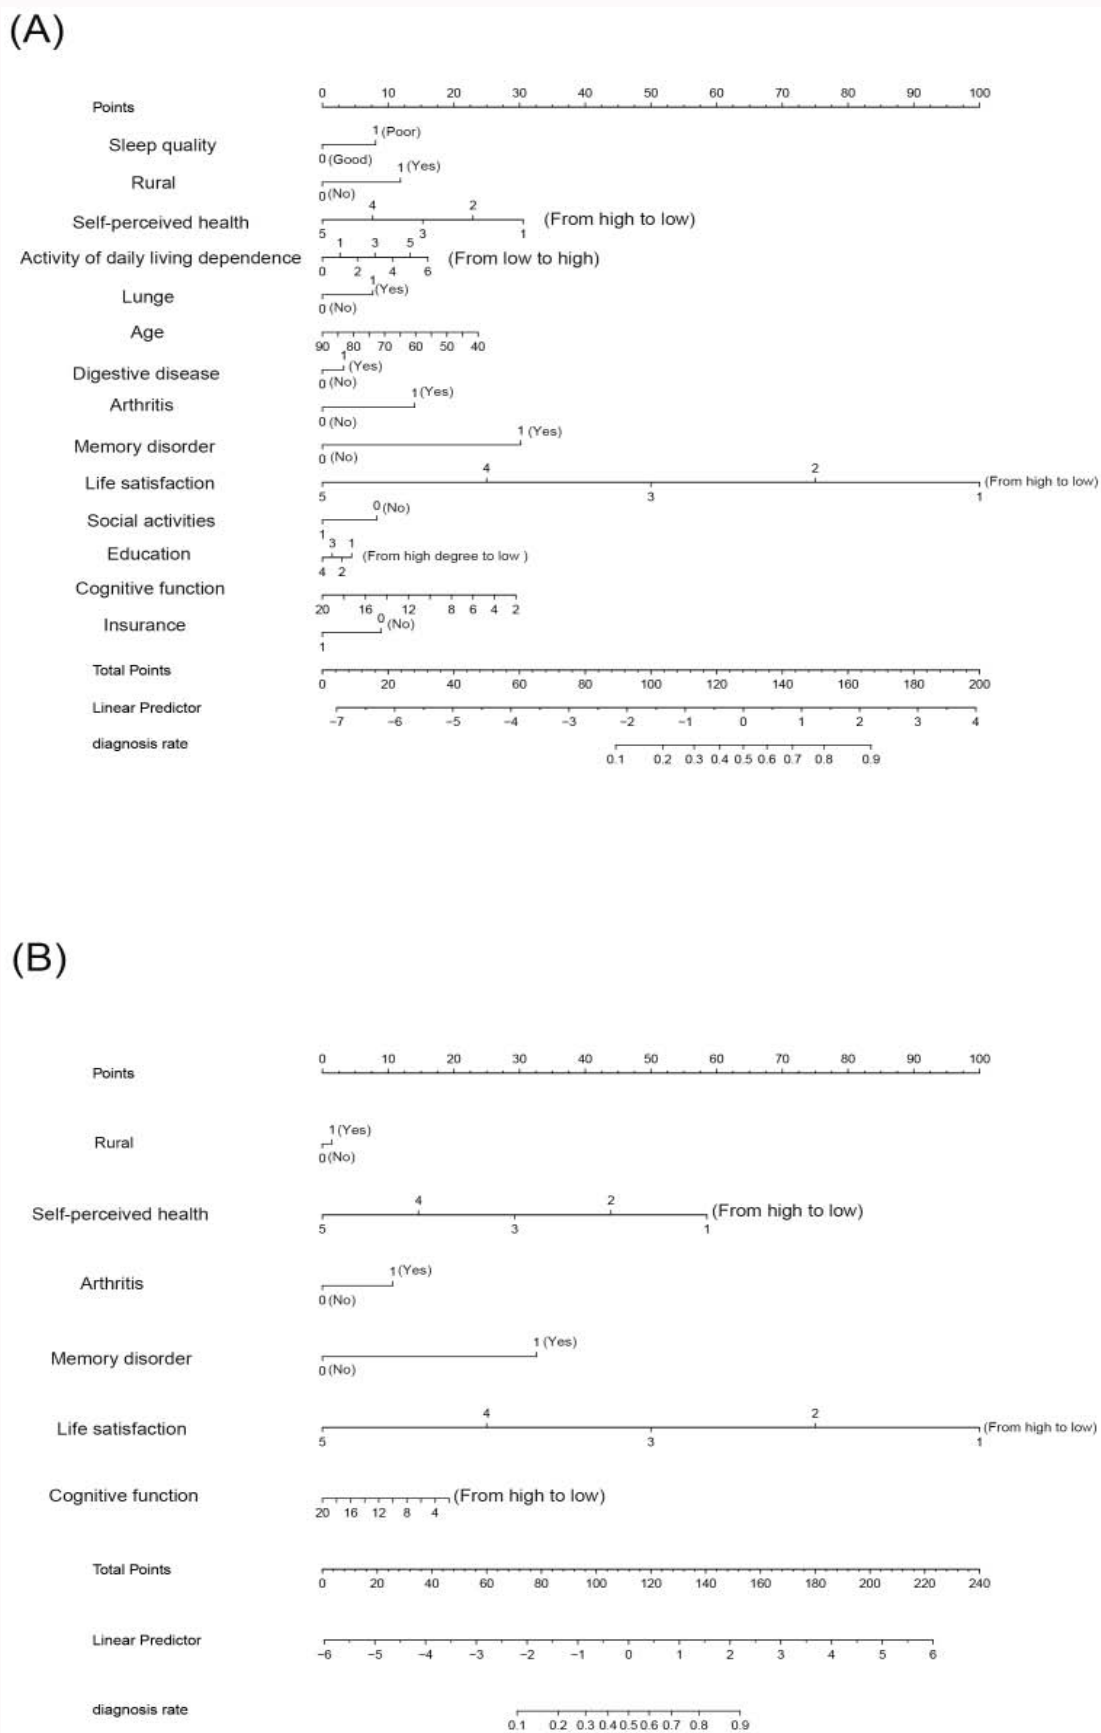 (A)
0 10 20 30 40 50 60 70 80 90 100
Points
1 (Poor)
Sleep quality
0 (Good)
1 (Yes)
Rural
0 (No)
4 2
Self-perceived health (From high to low)
5 3 1
1 3 5
Activity of daily living dependence (From low to high)
0 2 4 6
1 (Yes)
Lunge
0 (No)
Age
90 80 70 60 50 40
1 (Yes)
Digestive disease
0 (No)
1 (Yes)
Arthritis
0 (No)
1 (Yes)
Memory disorder
0 (No)
4 2
Life satisfaction (From high to low)
5 3 1
0 (No)
Social activities
1
3 1
Education (From high degree to low )
4 2
Cognitive function
20 16 12 8 6 4 2
0 (No)
Insurance
1
Total Points
0 20 40 60 80 100 120 140 160 180 200
Linear Predictor
−7 −6 −5 −4 −3 −2 −1 0 1 2 3 4
diagnosis rate
0.1 0.2 0.3 0.4 0.5 0.6 0.7 0.8 0.9
(B)
0 10 20 30 40 50 60 70 80 90 100
Points
1 (Yes)
Rural
0 (No)
4 2
Self-perceived health (From high to low)
5 3 1
1 (Yes)
Arthritis
0 (No)
1 (Yes)
Memory disorder
0 (No)
4 2
Life satisfaction (From high to low)
5 3 1
Cognitive function (From high to low)
20 16 12 8 4
Total Points
0 20 40 60 80 100 120 140 160 180 200 220 240
Linear Predictor
−6 −5 −4 −3 −2 −1 0 1 2 3 4 5 6
diagnosis rate
0.1 0.2 0.3 0.4 0.5 0.6 0.7 0.8 0.9